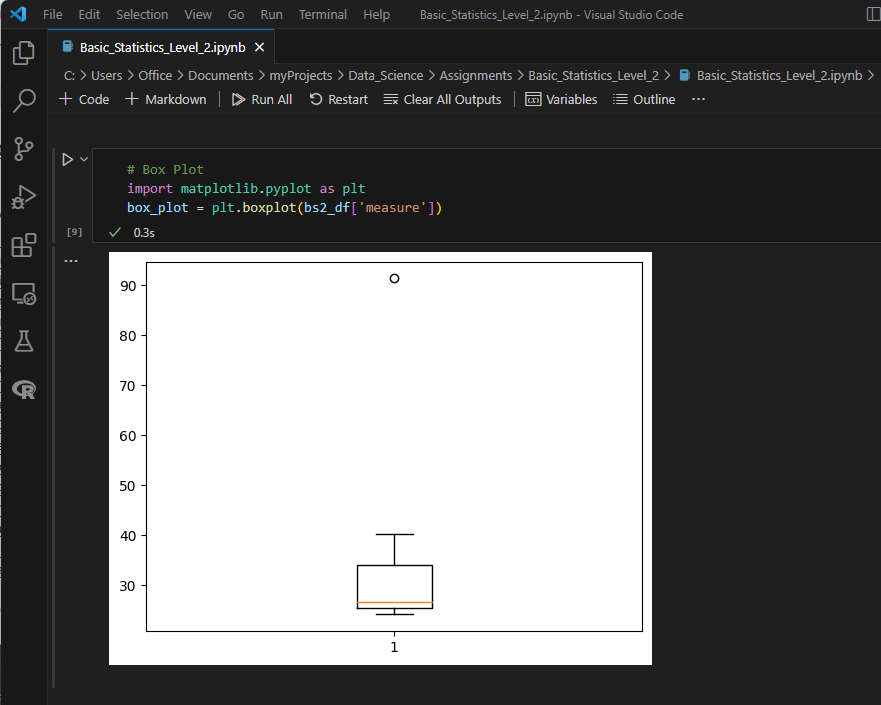 File Edit Selection View Go Run Terminal Help Basic_Statistics_Level_2.ipynb - Visual Studio Code
Basic_Statistics_Level_2.ipynb
C: > Users > Office > Documents > myProjects > Data_Science > Assignments > Basic_Statistics_Level_2 > Basic_Statistics_Level_2.ipynb >
+ Code + Markdown Run All Restart Clear All Outputs Variables Outline ...
# Box Plot
import matplotlib.pyplot as plt
box_plot = plt.boxplot(bs2_df['measure'])
[9] ✓ 0.3s
...
90
80
70
60
50
40
30
1
R